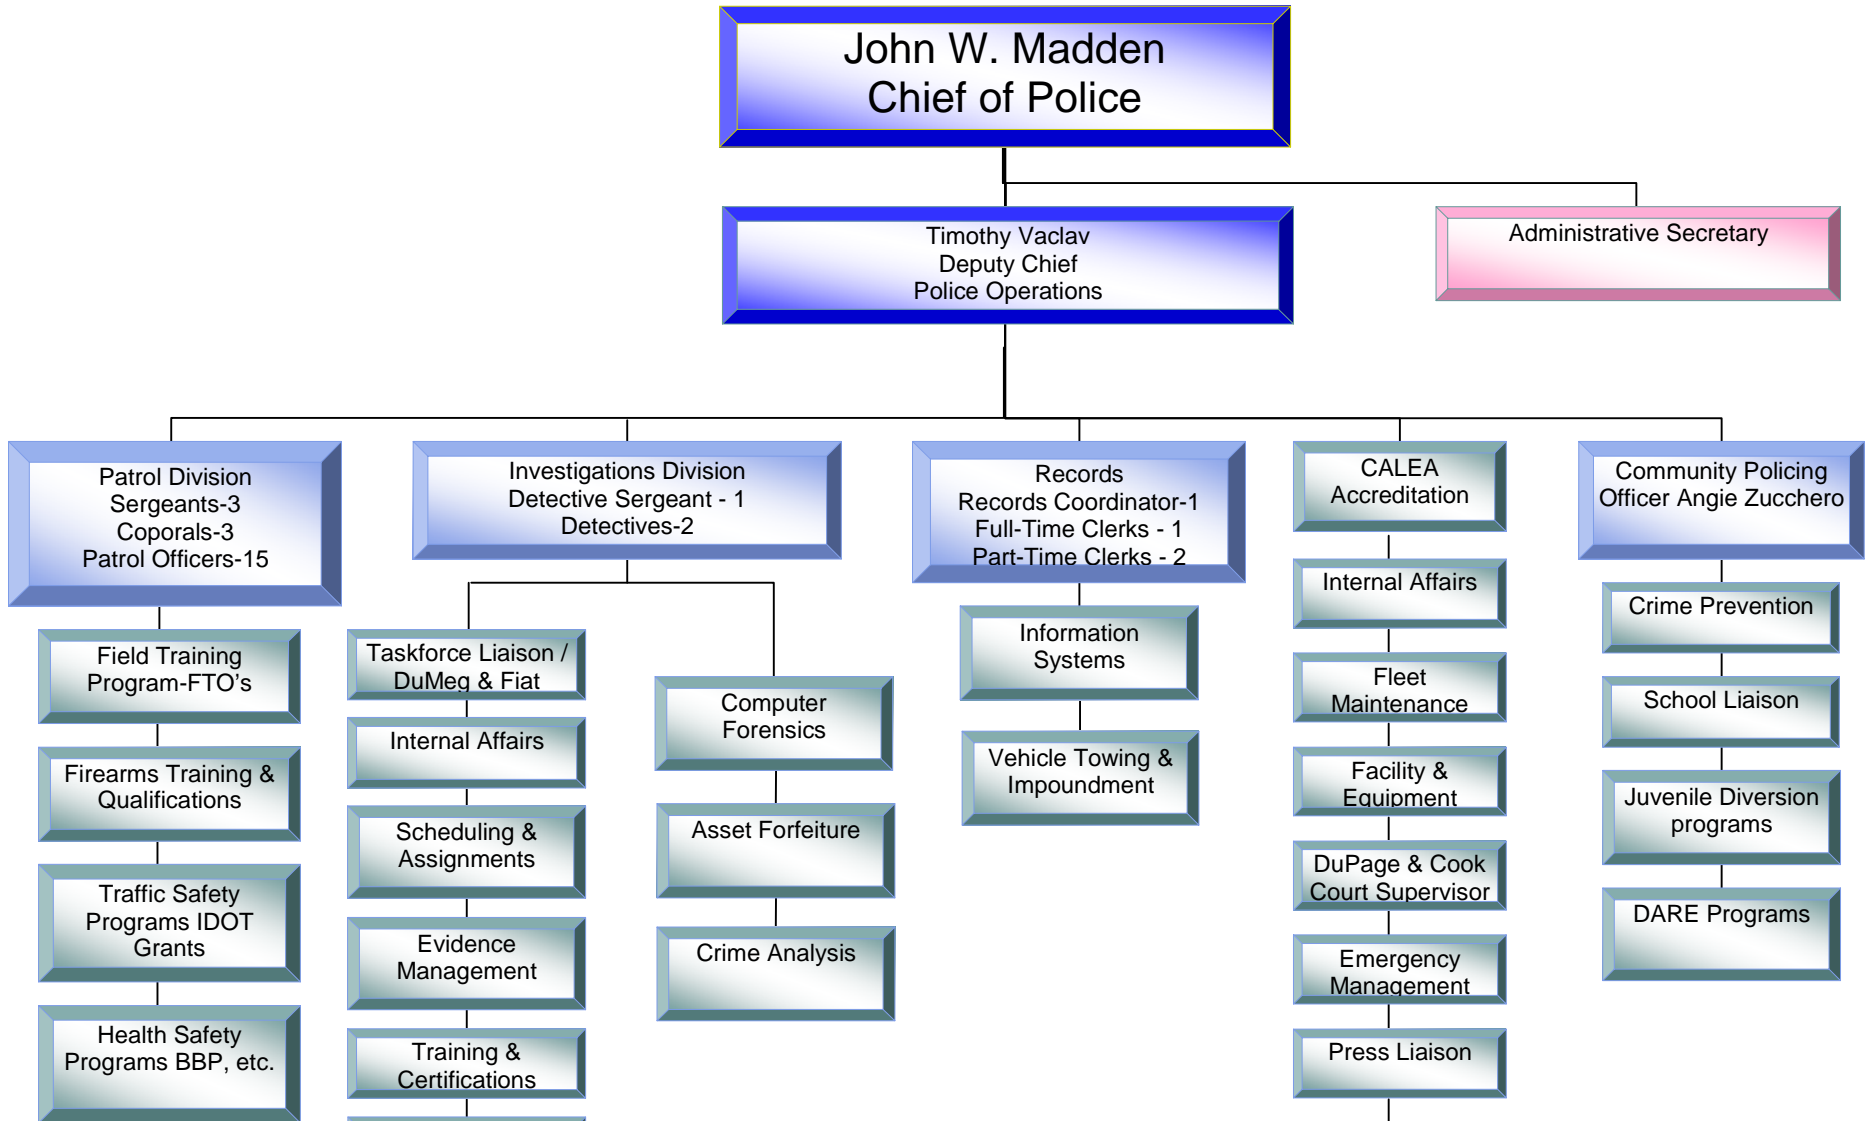 John W. Madden
Chief of Police
Timothy Vaclav
Deputy Chief
Police Operations
Administrative Secretary
Patrol Division
Sergeants-3
Coporals-3
Patrol Officers-15
Investigations Division
Detective Sergeant - 1
Detectives-2
Records
Records Coordinator-1
Full-Time Clerks - 1
Part-Time Clerks - 2
CALEA
Accreditation
Community Policing
Officer Angie Zucchero
Field Training
Program-FTO's
Firearms Training &
Qualifications
Traffic Safety
Programs IDOT
Grants
Health Safety
Programs BBP, etc.
Taskforce Liaison /
DuMeg & Fiat
Internal Affairs
Scheduling &
Assignments
Evidence
Management
Training &
Certifications
Computer
Forensics
Asset Forfeiture
Crime Analysis
Information
Systems
Vehicle Towing &
Impoundment
Internal Affairs
Fleet
Maintenance
Facility &
Equipment
DuPage & Cook
Court Supervisor
Emergency
Management
Press Liaison
Crime Prevention
School Liaison
Juvenile Diversion
programs
DARE Programs